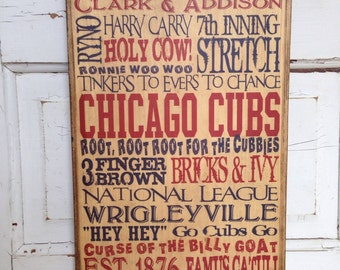 CLARK & ADDISON
RYNO
HARRY CARRY 7th INNING
HOLY COW! STRETCH
RONNIE WOO WOO
TINKERS TO EVERS TO CHANCE
CHICAGO CUBS
ROOT, ROOT ROOT FOR THE CUBBIES
3 FINGER BROWN BRICKS & IVY
NATIONAL LEAGUE
WRIGLEYVILLE
"HEY HEY" Go Cubs Go
CURSE OF THE BILLY GOAT
EST. 1876